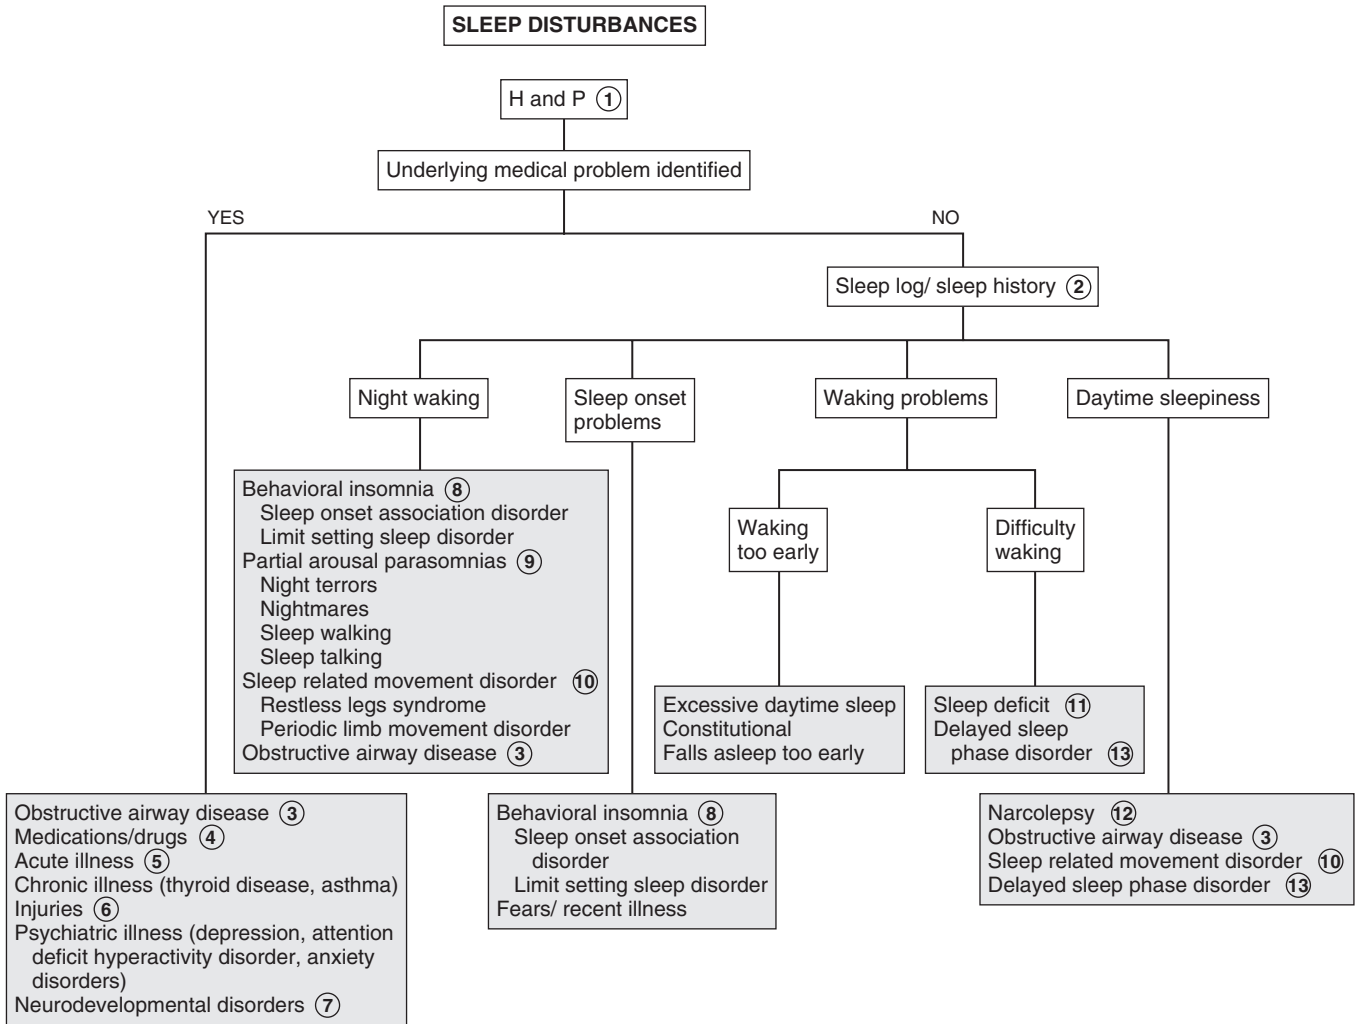 SLEEP DISTURBANCES
H and P 1
Underlying medical problem identified
YES
NO
Sleep log/ sleep history 2
Night waking
Sleep onset
problems
Waking problems
Daytime sleepiness
Behavioral insomnia 8
Sleep onset association disorder
Limit setting sleep disorder
Partial arousal parasomnias 9
Night terrors
Nightmares
Sleep walking
Sleep talking
Sleep related movement disorder 10
Restless legs syndrome
Periodic limb movement disorder
Obstructive airway disease 3
Waking
too early
Difficulty
waking
Excessive daytime sleep
Constitutional
Falls asleep too early
Sleep deficit 11
Delayed sleep
phase disorder 13
Obstructive airway disease 3
Medications/drugs 4
Acute illness 5
Chronic illness (thyroid disease, asthma)
Injuries 6
Psychiatric illness (depression, attention
deficit hyperactivity disorder, anxiety
disorders)
Neurodevelopmental disorders 7
Behavioral insomnia 8
Sleep onset association
disorder
Limit setting sleep disorder
Fears/ recent illness
Narcolepsy 12
Obstructive airway disease 3
Sleep related movement disorder 10
Delayed sleep phase disorder 13